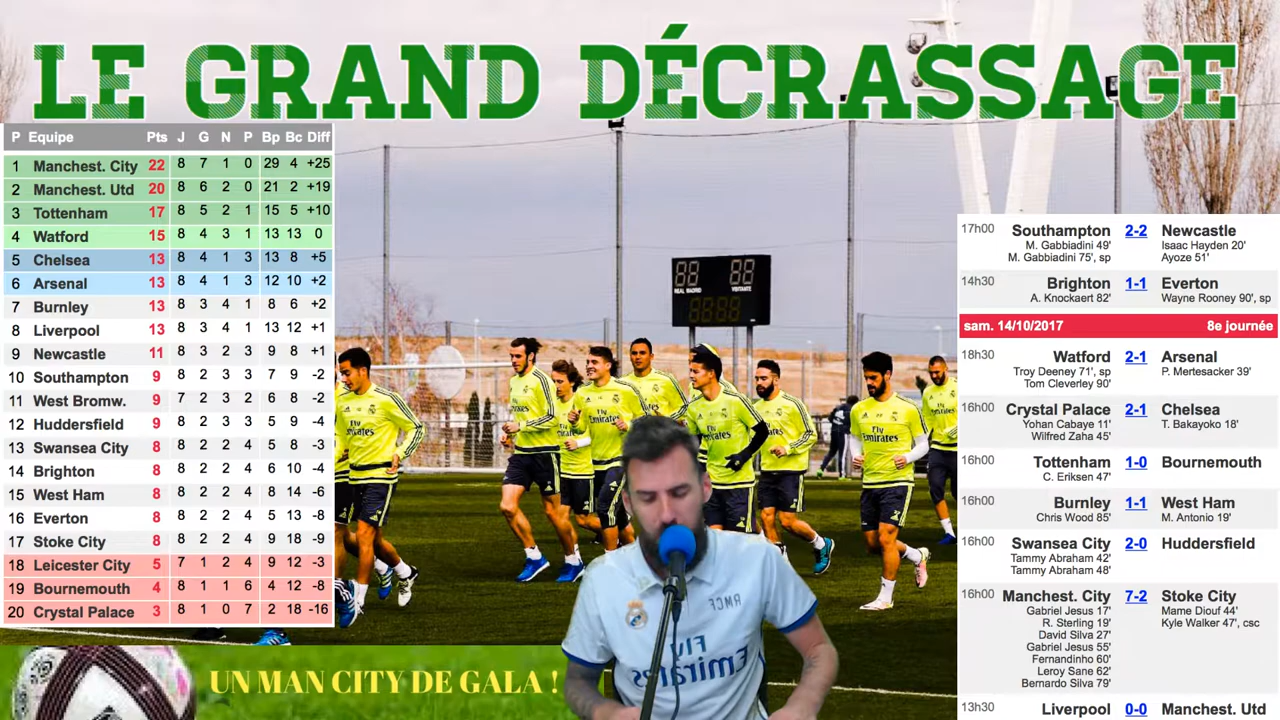 LE GRAND DÉCRASSAGE
P Equipe Pts J G N P Bp Bc Diff
1 Manchest. City 22 8 7 1 0 29 4 +25
2 Manchest. Utd 20 8 6 2 0 21 2 +19
3 Tottenham 17 8 5 2 1 15 5 +10
4 Watford 15 8 4 3 1 13 13 0
5 Chelsea 13 8 4 1 3 13 8 +5
6 Arsenal 13 8 4 1 3 12 10 +2
7 Burnley 13 8 3 4 1 8 6 +2
8 Liverpool 13 8 3 4 1 13 12 +1
9 Newcastle 11 8 3 2 3 9 8 +1
10 Southampton 9 8 2 3 3 7 9 -2
11 West Bromw. 9 7 2 3 2 6 8 -2
12 Huddersfield 9 8 2 3 3 5 9 -4
13 Swansea City 8 8 2 2 4 5 8 -3
14 Brighton 8 8 2 2 4 6 10 -4
15 West Ham 8 8 2 2 4 8 14 -6
16 Everton 8 8 2 2 4 5 13 -8
17 Stoke City 8 8 2 2 4 9 18 -9
18 Leicester City 5 7 1 2 4 9 12 -3
19 Bournemouth 4 8 1 1 6 4 12 -8
20 Crystal Palace 3 8 1 0 7 2 18 -16
REAL MADRID VISITANTE
Fly Emirates
Fly Emirates
Fly Emirates
Fly Emirates
RMCF
Fly
Emirates
17h00 Southampton 2-2 Newcastle
M. Gabbiadini 49' Isaac Hayden 20'
M. Gabbiadini 75', sp Ayoze 51'
14h30 Brighton 1-1 Everton
A. Knockaert 82' Wayne Rooney 90', sp
sam. 14/10/2017 8e journée
18h30 Watford 2-1 Arsenal
Troy Deeney 71', sp P. Mertesacker 39'
Tom Cleverley 90'
16h00 Crystal Palace 2-1 Chelsea
Yohan Cabaye 11' T. Bakayoko 18'
Wilfred Zaha 45'
16h00 Tottenham 1-0 Bournemouth
C. Eriksen 47'
16h00 Burnley 1-1 West Ham
Chris Wood 85' M. Antonio 19'
16h00 Swansea City 2-0 Huddersfield
Tammy Abraham 42'
Tammy Abraham 48'
16h00 Manchest. City 7-2 Stoke City
Gabriel Jesus 17' Mame Diouf 44'
R. Sterling 19' Kyle Walker 47', csc
David Silva 27'
Gabriel Jesus 55'
Fernandinho 60'
Leroy Sane 62'
Bernardo Silva 79'
13h30 Liverpool 0-0 Manchest. Utd
UN MAN CITY DE GALA !